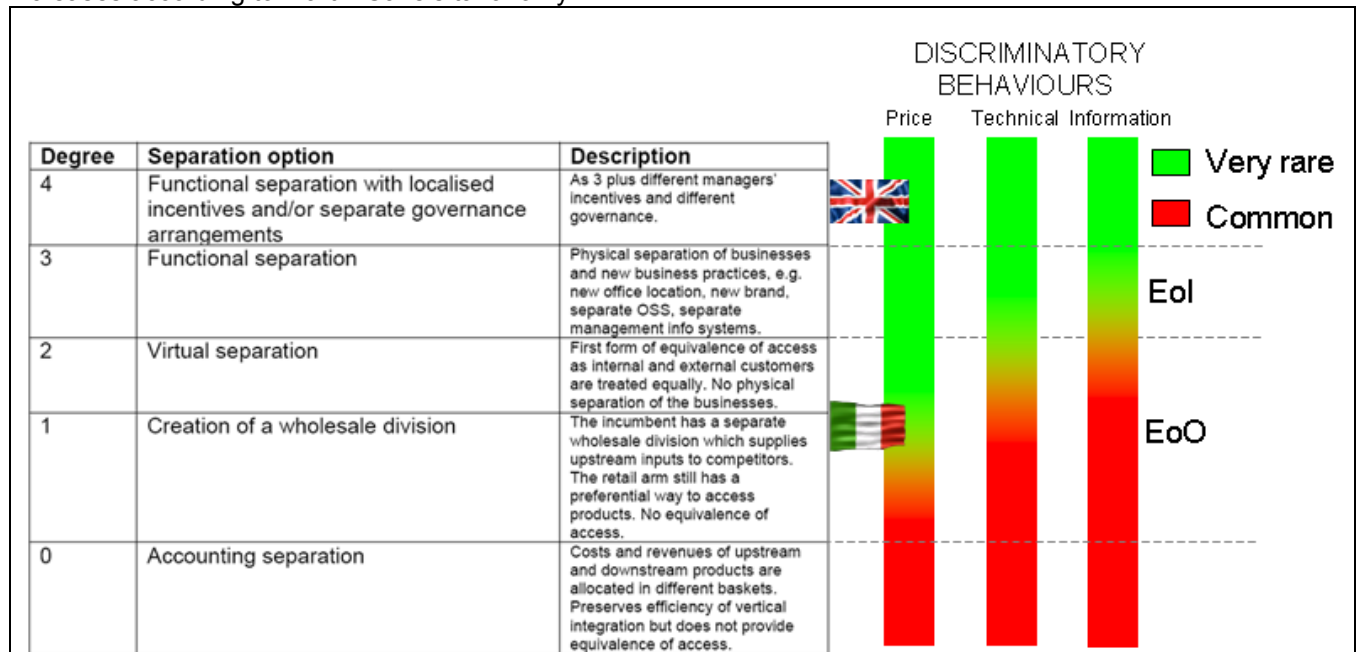 DISCRIMINATORY
BEHAVIOURS
Price Technical Information
Very rare
Common
EoI
EoO
Degree Separation option Description
4 Functional separation with localised
incentives and/or separate governance
arrangements
As 3 plus different managers'
incentives and different
governance.
3 Functional separation
Physical separation of businesses
and new business practices, e.g.
new office location, new brand,
separate OSS, separate
management info systems.
2 Virtual separation
First form of equivalence of access
as internal and external customers
are treated equally. No physical
separation of the businesses.
1 Creation of a wholesale division
The incumbent has a separate
wholesale division which supplies
upstream inputs to competitors.
The retail arm still has a
preferential way to access
products. No equivalence of
access.
0 Accounting separation
Costs and revenues of upstream
and downstream products are
allocated in different baskets.
Preserves efficiency of vertical
integration but does not provide
equivalence of access.